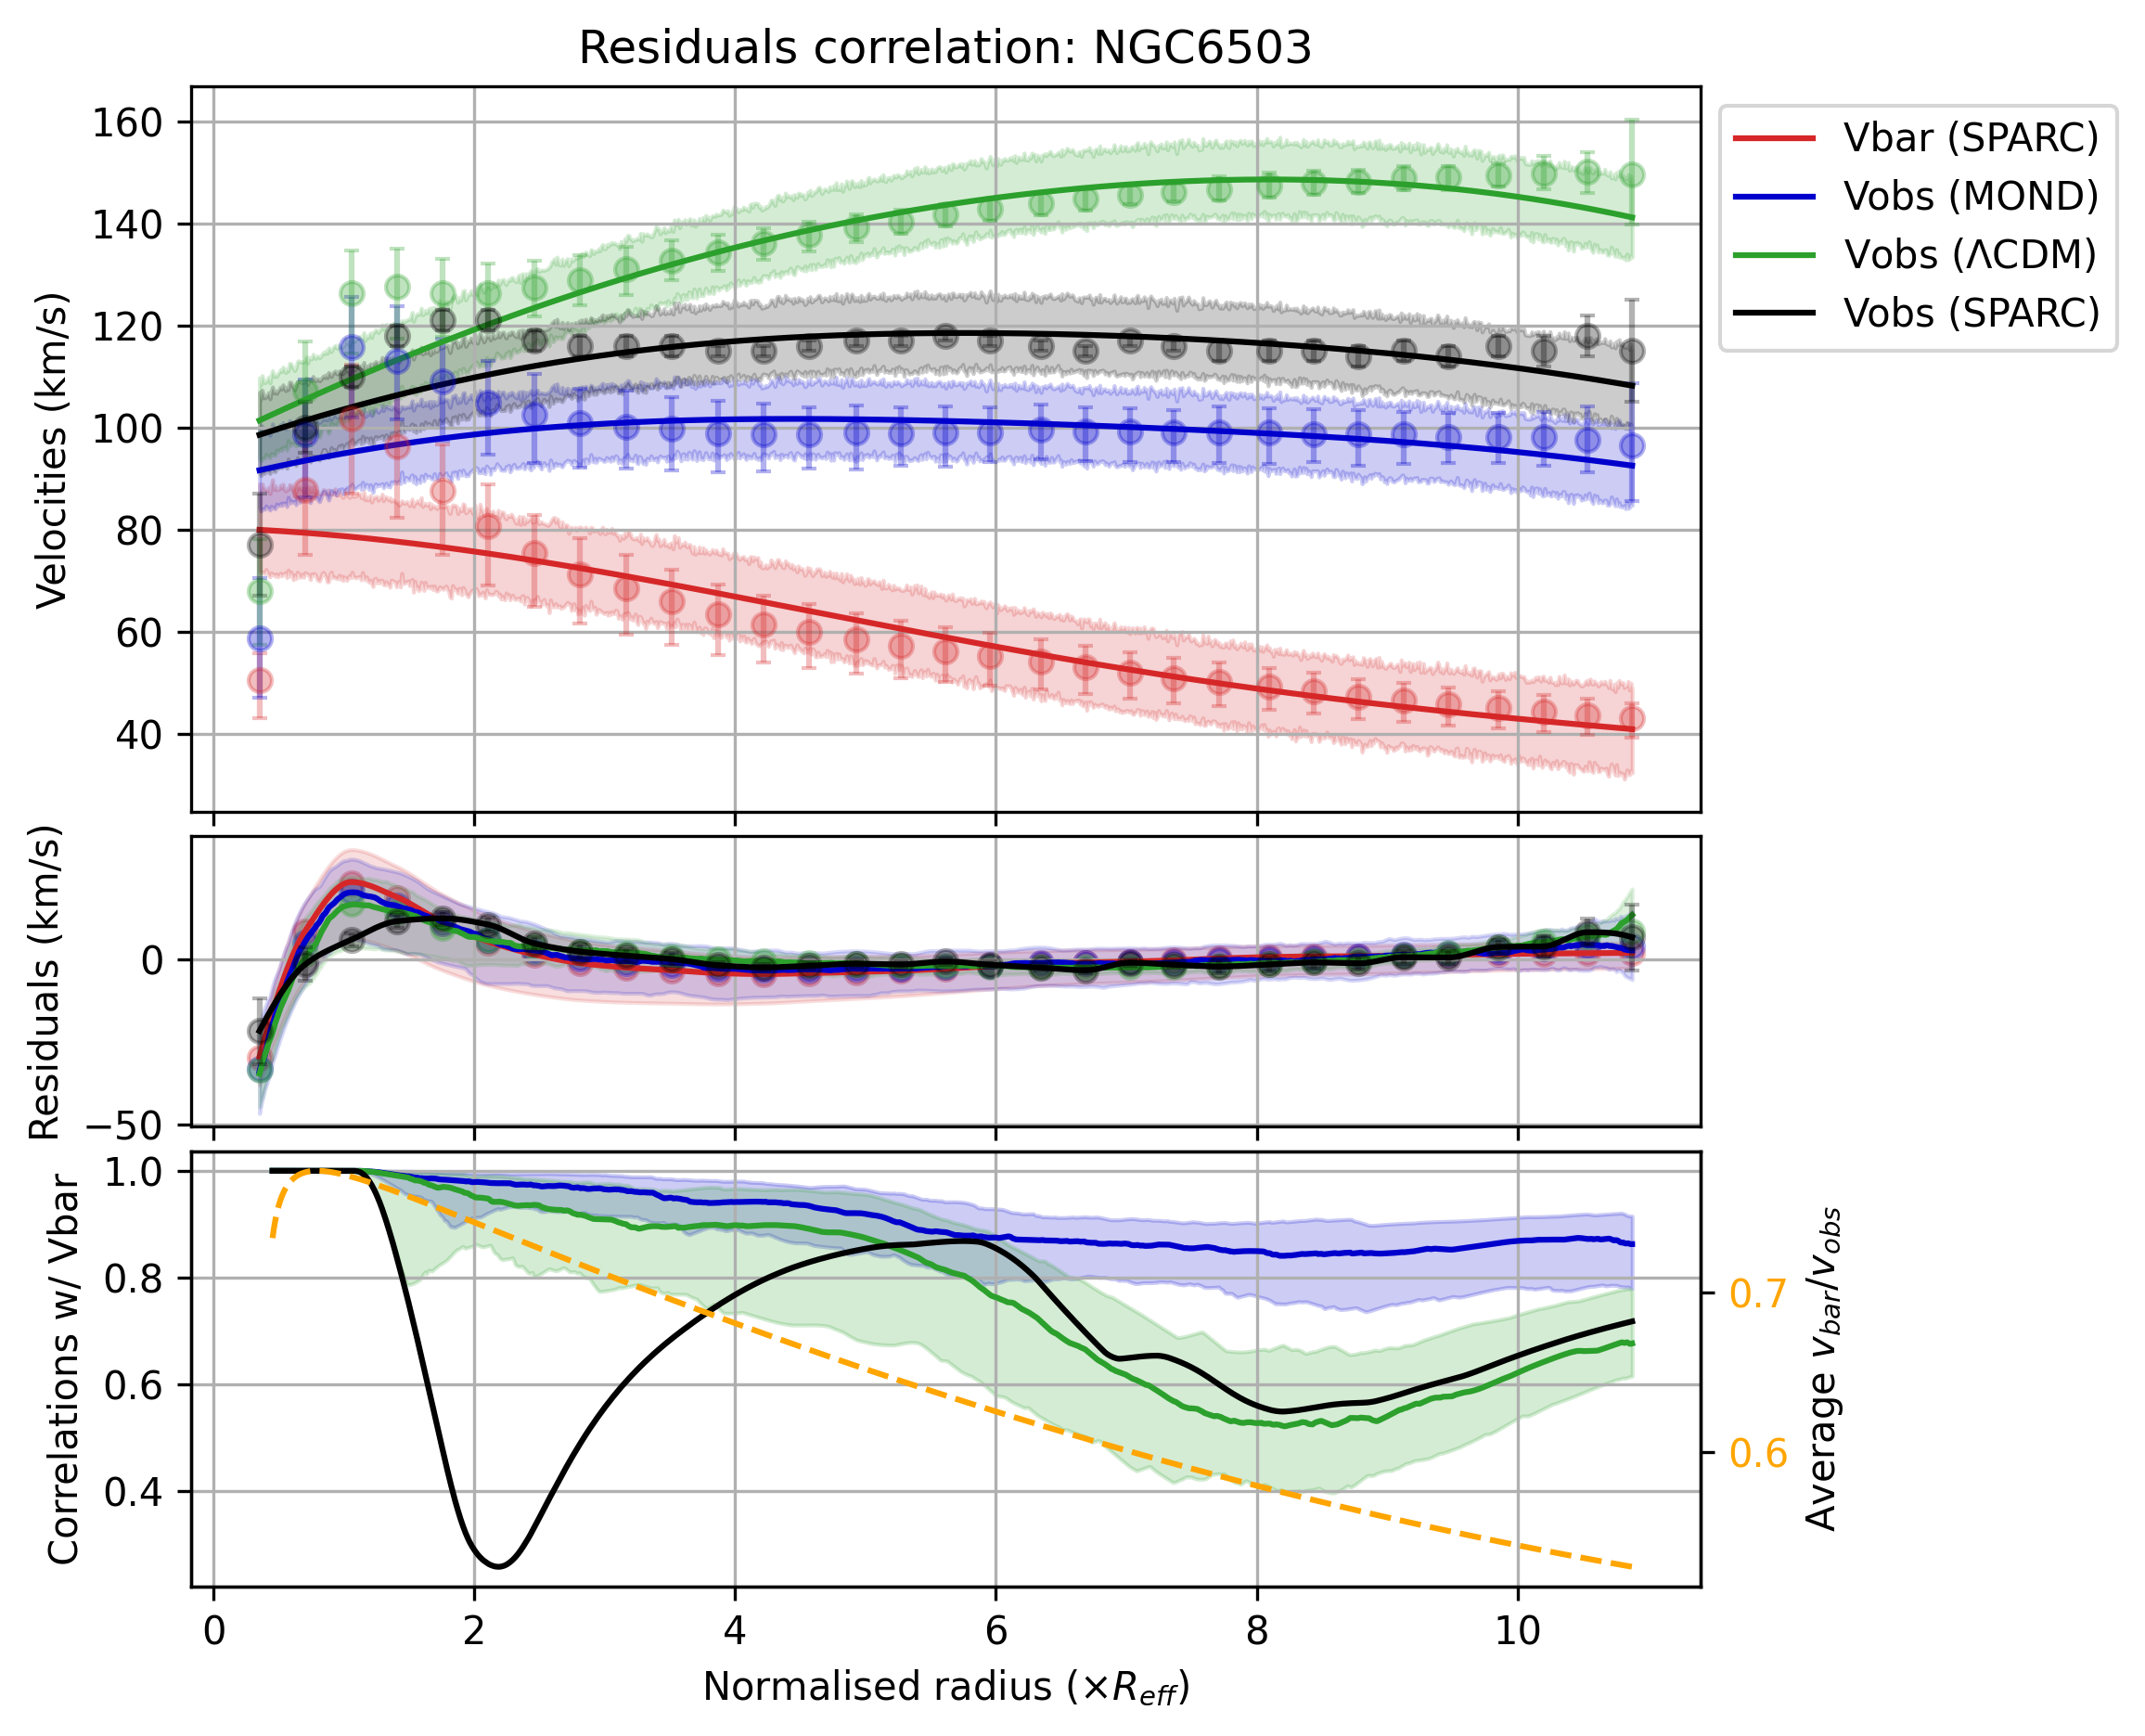 Residuals correlation: NGC6503
Velocities (km/s)
160
140
120
100
80
60
40
Vbar (SPARC)
Vobs (MOND)
Vobs (ΛCDM)
Vobs (SPARC)
Residuals (km/s)
0
−50
Correlations w/ Vbar
1.0
0.8
0.6
0.4
0.7
0.6
Average v_bar/v_obs
0 2 4 6 8 10
Normalised radius (×R_eff)